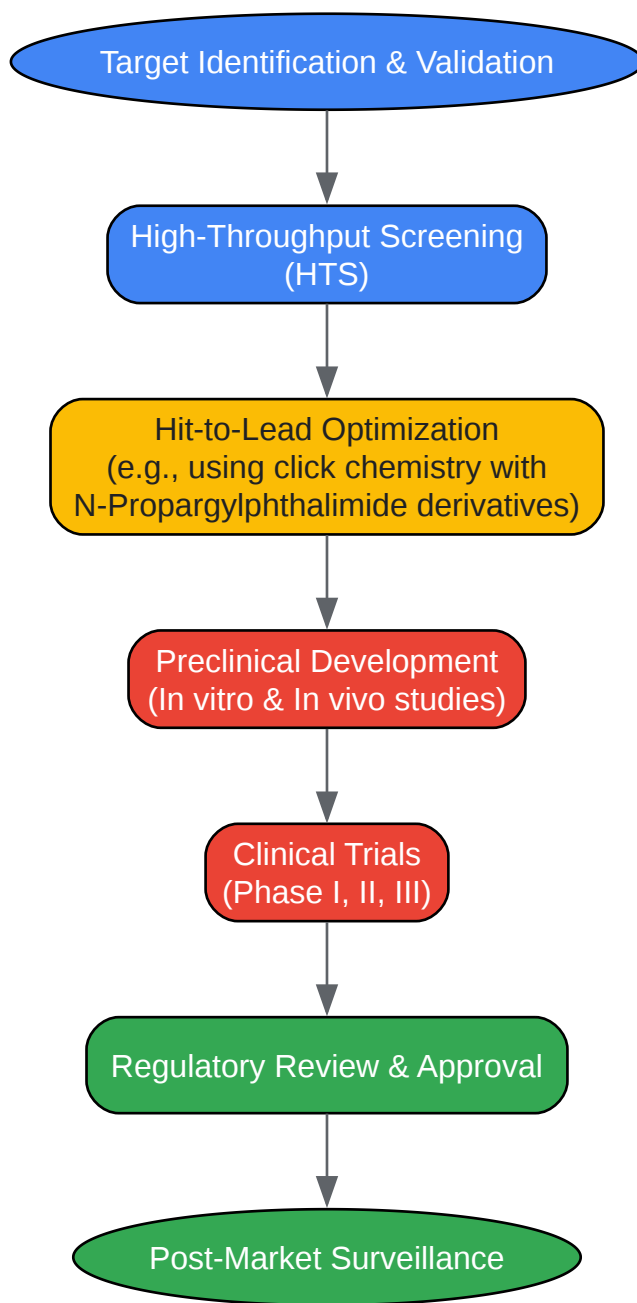 Target Identification & Validation
High-Throughput Screening
(HTS)
Hit-to-Lead Optimization
(e.g., using click chemistry with
N-Propargylphthalimide derivatives)
Preclinical Development
(In vitro & In vivo studies)
Clinical Trials
(Phase I, II, III)
Regulatory Review & Approval
Post-Market Surveillance